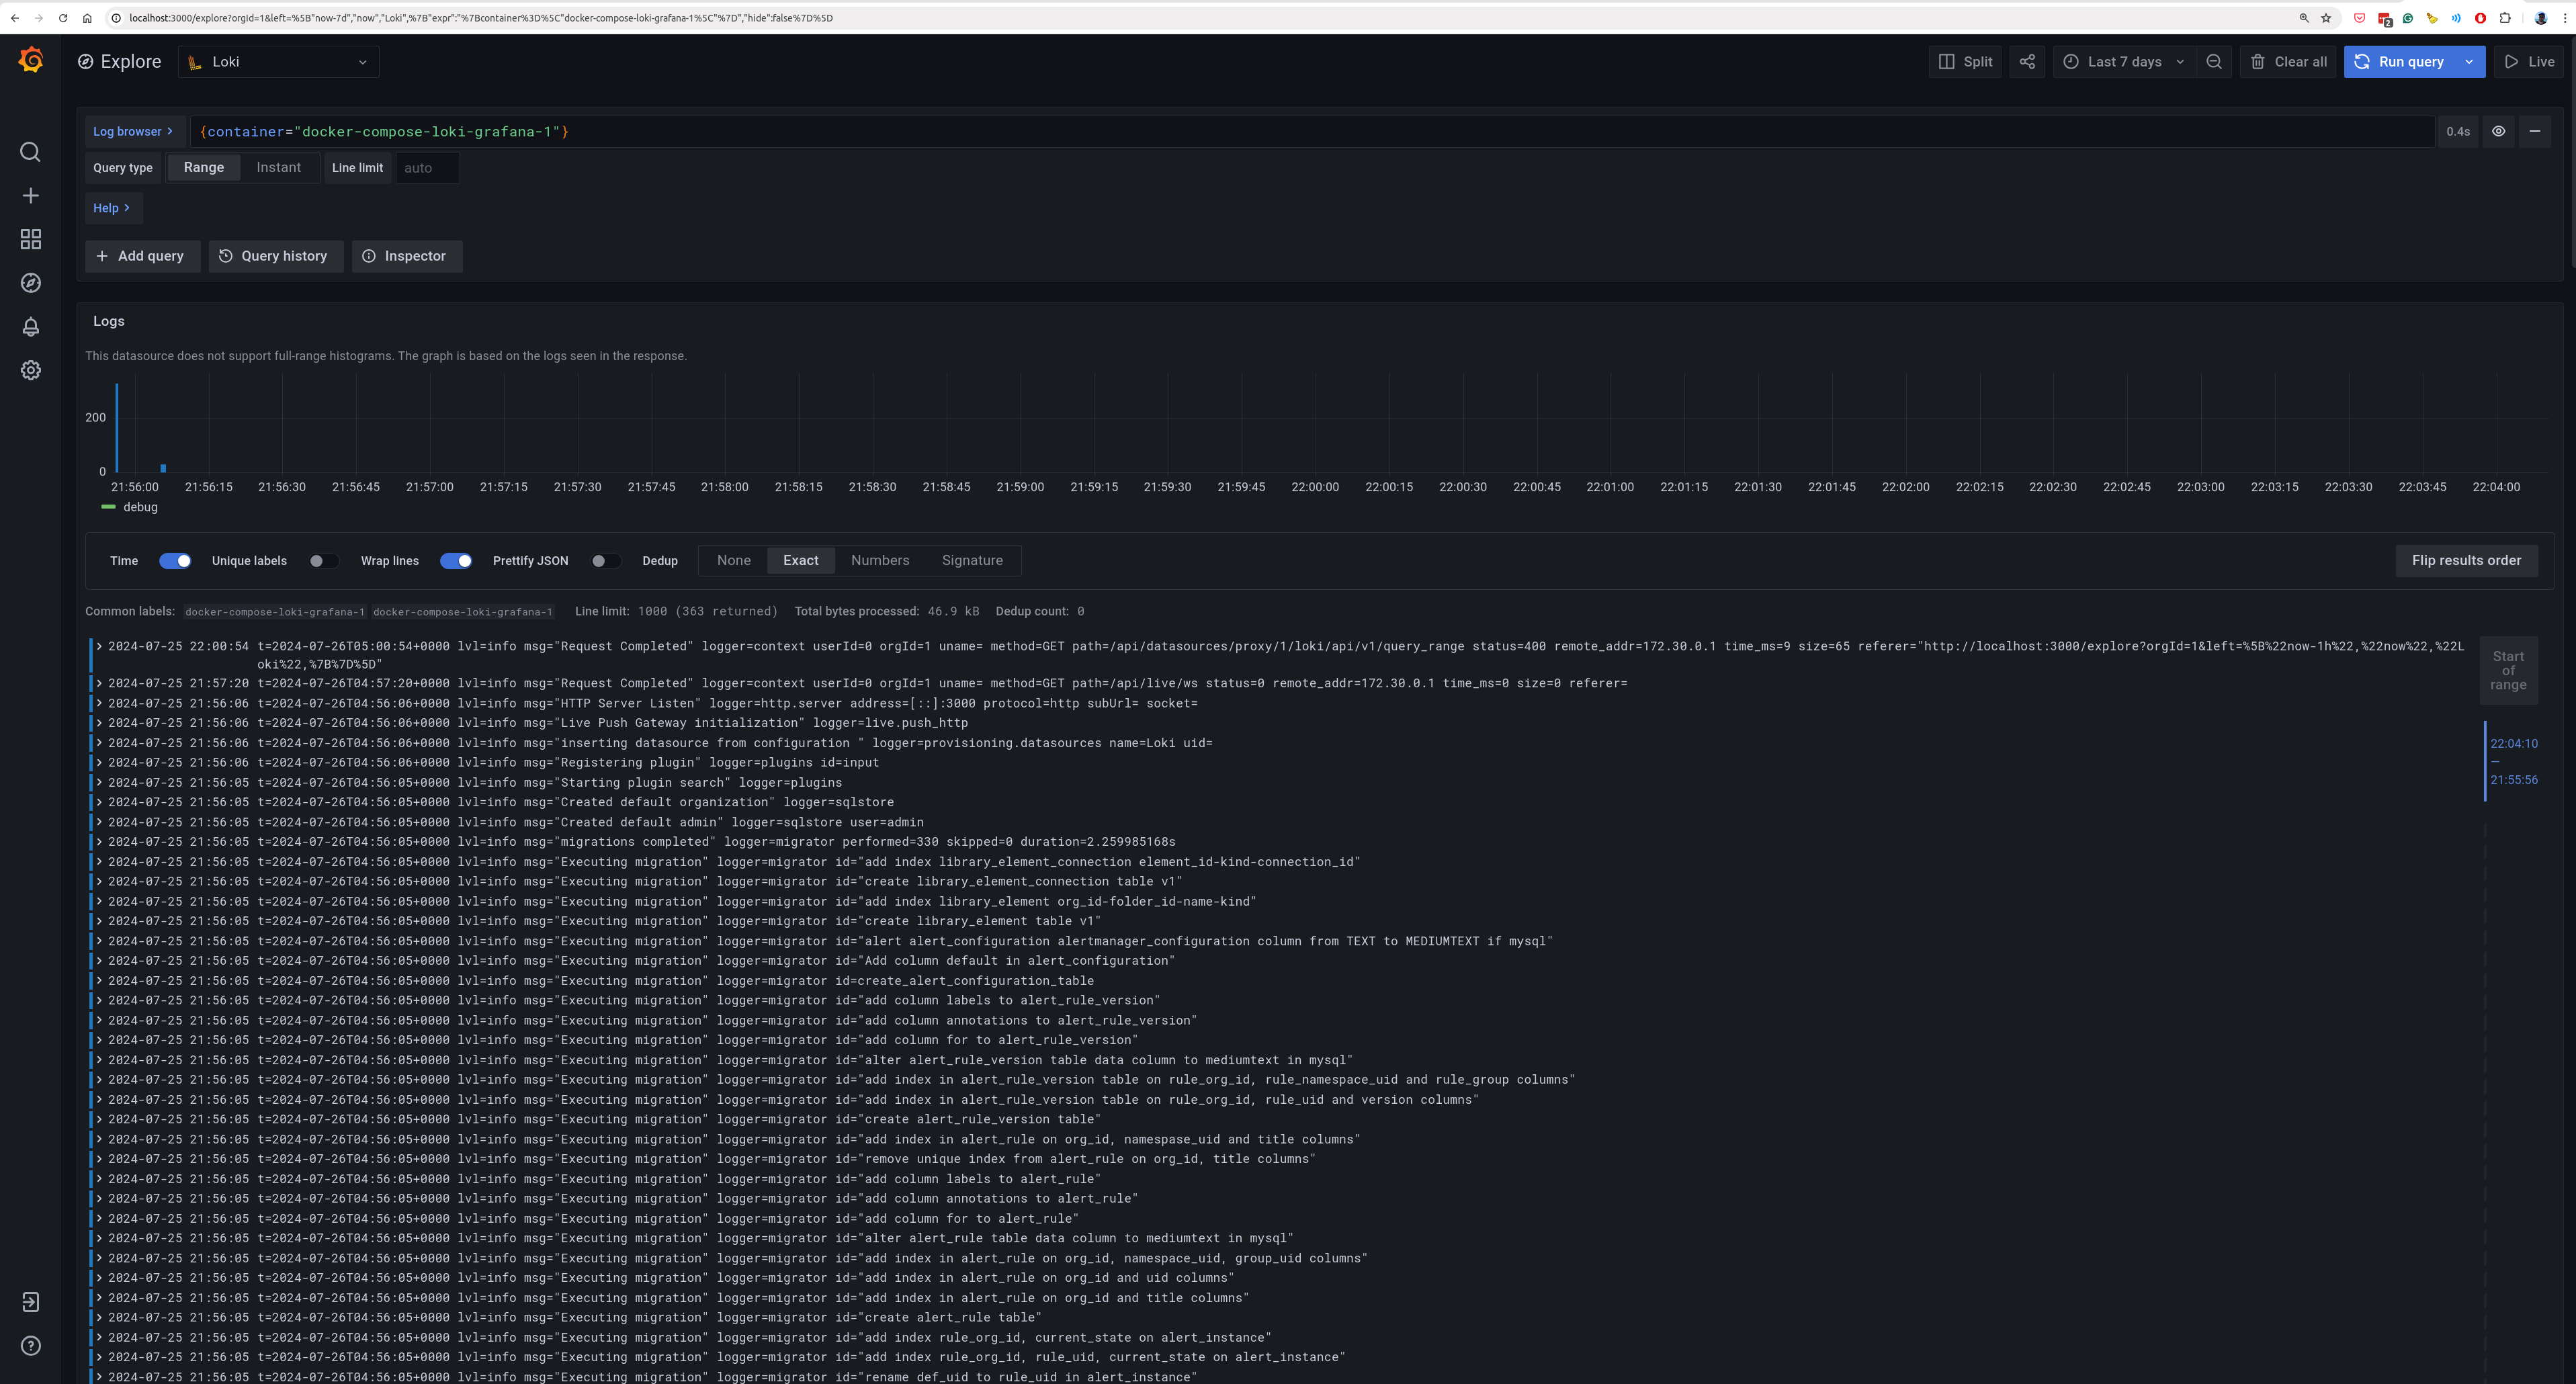 localhost:3000/explore?orgId=1&left=%5B"now-7d","now","Loki",%7B"expr":"%7Bcontainer%3D%5C"docker-compose-loki-grafana-1%5C"%7D","hide":false%7D%5D
2
Explore Loki Split Last 7 days Clear all Run query Live
Log browser > {container="docker-compose-loki-grafana-1"} 0.4s
Query type Range Instant Line limit auto
Help >
+ Add query Query history Inspector
Logs
This datasource does not support full-range histograms. The graph is based on the logs seen in the response.
200
0
21:56:00 21:56:15 21:56:30 21:56:45 21:57:00 21:57:15 21:57:30 21:57:45 21:58:00 21:58:15 21:58:30 21:58:45 21:59:00 21:59:15 21:59:30 21:59:45 22:00:00 22:00:15 22:00:30 22:00:45 22:01:00 22:01:15 22:01:30 22:01:45 22:02:00 22:02:15 22:02:30 22:02:45 22:03:00 22:03:15 22:03:30 22:03:45 22:04:00
debug
Time Unique labels Wrap lines Prettify JSON Dedup None Exact Numbers Signature Flip results order
Common labels: docker-compose-loki-grafana-1 docker-compose-loki-grafana-1 Line limit: 1000 (363 returned) Total bytes processed: 46.9 kB Dedup count: 0
> 2024-07-25 22:00:54 t=2024-07-26T05:00:54+0000 lvl=info msg="Request Completed" logger=context userId=0 orgId=1 uname= method=GET path=/api/datasources/proxy/1/loki/api/v1/query_range status=400 remote_addr=172.30.0.1 time_ms=9 size=65 referer="http://localhost:3000/explore?orgId=1&left=%5B%22now-1h%22,%22now%22,%22L
oki%22,%7B%7D%5D"
> 2024-07-25 21:57:20 t=2024-07-26T04:57:20+0000 lvl=info msg="Request Completed" logger=context userId=0 orgId=1 uname= method=GET path=/api/live/ws status=0 remote_addr=172.30.0.1 time_ms=0 size=0 referer=
> 2024-07-25 21:56:06 t=2024-07-26T04:56:06+0000 lvl=info msg="HTTP Server Listen" logger=http.server address=[::]:3000 protocol=http subUrl= socket=
> 2024-07-25 21:56:06 t=2024-07-26T04:56:06+0000 lvl=info msg="Live Push Gateway initialization" logger=live.push_http
> 2024-07-25 21:56:06 t=2024-07-26T04:56:06+0000 lvl=info msg="inserting datasource from configuration " logger=provisioning.datasources name=Loki uid=
> 2024-07-25 21:56:06 t=2024-07-26T04:56:06+0000 lvl=info msg="Registering plugin" logger=plugins id=input
> 2024-07-25 21:56:05 t=2024-07-26T04:56:05+0000 lvl=info msg="Starting plugin search" logger=plugins
> 2024-07-25 21:56:05 t=2024-07-26T04:56:05+0000 lvl=info msg="Created default organization" logger=sqlstore
> 2024-07-25 21:56:05 t=2024-07-26T04:56:05+0000 lvl=info msg="Created default admin" logger=sqlstore user=admin
> 2024-07-25 21:56:05 t=2024-07-26T04:56:05+0000 lvl=info msg="migrations completed" logger=migrator performed=330 skipped=0 duration=2.259985168s
> 2024-07-25 21:56:05 t=2024-07-26T04:56:05+0000 lvl=info msg="Executing migration" logger=migrator id="add index library_element_connection element_id-kind-connection_id"
> 2024-07-25 21:56:05 t=2024-07-26T04:56:05+0000 lvl=info msg="Executing migration" logger=migrator id="create library_element_connection table v1"
> 2024-07-25 21:56:05 t=2024-07-26T04:56:05+0000 lvl=info msg="Executing migration" logger=migrator id="add index library_element org_id-folder_id-name-kind"
> 2024-07-25 21:56:05 t=2024-07-26T04:56:05+0000 lvl=info msg="Executing migration" logger=migrator id="create library_element table v1"
> 2024-07-25 21:56:05 t=2024-07-26T04:56:05+0000 lvl=info msg="Executing migration" logger=migrator id="alert alert_configuration alertmanager_configuration column from TEXT to MEDIUMTEXT if mysql"
> 2024-07-25 21:56:05 t=2024-07-26T04:56:05+0000 lvl=info msg="Executing migration" logger=migrator id="Add column default in alert_configuration"
> 2024-07-25 21:56:05 t=2024-07-26T04:56:05+0000 lvl=info msg="Executing migration" logger=migrator id=create_alert_configuration_table
> 2024-07-25 21:56:05 t=2024-07-26T04:56:05+0000 lvl=info msg="Executing migration" logger=migrator id="add column labels to alert_rule_version"
> 2024-07-25 21:56:05 t=2024-07-26T04:56:05+0000 lvl=info msg="Executing migration" logger=migrator id="add column annotations to alert_rule_version"
> 2024-07-25 21:56:05 t=2024-07-26T04:56:05+0000 lvl=info msg="Executing migration" logger=migrator id="add column for to alert_rule_version"
> 2024-07-25 21:56:05 t=2024-07-26T04:56:05+0000 lvl=info msg="Executing migration" logger=migrator id="alter alert_rule_version table data column to mediumtext in mysql"
> 2024-07-25 21:56:05 t=2024-07-26T04:56:05+0000 lvl=info msg="Executing migration" logger=migrator id="add index in alert_rule_version table on rule_org_id, rule_namespace_uid and rule_group columns"
> 2024-07-25 21:56:05 t=2024-07-26T04:56:05+0000 lvl=info msg="Executing migration" logger=migrator id="add index in alert_rule_version table on rule_org_id, rule_uid and version columns"
> 2024-07-25 21:56:05 t=2024-07-26T04:56:05+0000 lvl=info msg="Executing migration" logger=migrator id="create alert_rule_version table"
> 2024-07-25 21:56:05 t=2024-07-26T04:56:05+0000 lvl=info msg="Executing migration" logger=migrator id="add index in alert_rule on org_id, namespase_uid and title columns"
> 2024-07-25 21:56:05 t=2024-07-26T04:56:05+0000 lvl=info msg="Executing migration" logger=migrator id="remove unique index from alert_rule on org_id, title columns"
> 2024-07-25 21:56:05 t=2024-07-26T04:56:05+0000 lvl=info msg="Executing migration" logger=migrator id="add column labels to alert_rule"
> 2024-07-25 21:56:05 t=2024-07-26T04:56:05+0000 lvl=info msg="Executing migration" logger=migrator id="add column annotations to alert_rule"
> 2024-07-25 21:56:05 t=2024-07-26T04:56:05+0000 lvl=info msg="Executing migration" logger=migrator id="add column for to alert_rule"
> 2024-07-25 21:56:05 t=2024-07-26T04:56:05+0000 lvl=info msg="Executing migration" logger=migrator id="alter alert_rule table data column to mediumtext in mysql"
> 2024-07-25 21:56:05 t=2024-07-26T04:56:05+0000 lvl=info msg="Executing migration" logger=migrator id="add index in alert_rule on org_id, namespace_uid, group_uid columns"
> 2024-07-25 21:56:05 t=2024-07-26T04:56:05+0000 lvl=info msg="Executing migration" logger=migrator id="add index in alert_rule on org_id and uid columns"
> 2024-07-25 21:56:05 t=2024-07-26T04:56:05+0000 lvl=info msg="Executing migration" logger=migrator id="add index in alert_rule on org_id and title columns"
> 2024-07-25 21:56:05 t=2024-07-26T04:56:05+0000 lvl=info msg="Executing migration" logger=migrator id="create alert_rule table"
> 2024-07-25 21:56:05 t=2024-07-26T04:56:05+0000 lvl=info msg="Executing migration" logger=migrator id="add index rule_org_id, current_state on alert_instance"
> 2024-07-25 21:56:05 t=2024-07-26T04:56:05+0000 lvl=info msg="Executing migration" logger=migrator id="add index rule_org_id, rule_uid, current_state on alert_instance"
> 2024-07-25 21:56:05 t=2024-07-26T04:56:05+0000 lvl=info msg="Executing migration" logger=migrator id="rename def_uid to rule_uid in alert_instance"
Start
of
range
22:04:10
—
21:55:56